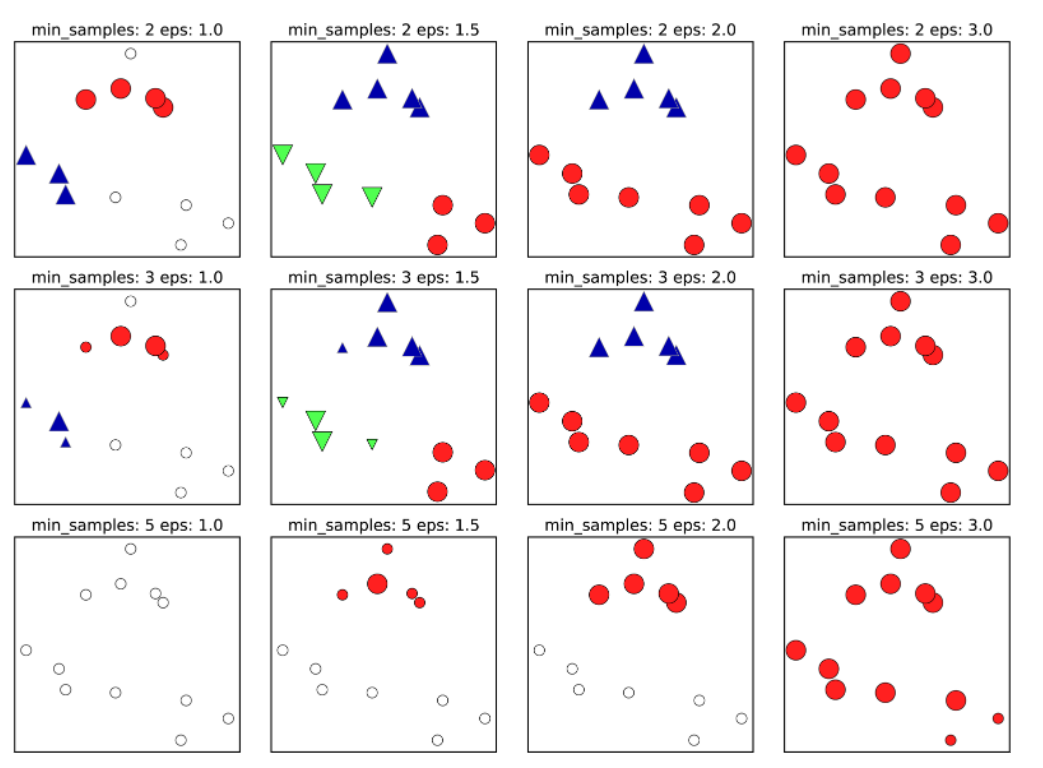 min_samples: 2 eps: 1.0
min_samples: 2 eps: 1.5
min_samples: 2 eps: 2.0
min_samples: 2 eps: 3.0
min_samples: 3 eps: 1.0
min_samples: 3 eps: 1.5
min_samples: 3 eps: 2.0
min_samples: 3 eps: 3.0
min_samples: 5 eps: 1.0
min_samples: 5 eps: 1.5
min_samples: 5 eps: 2.0
min_samples: 5 eps: 3.0